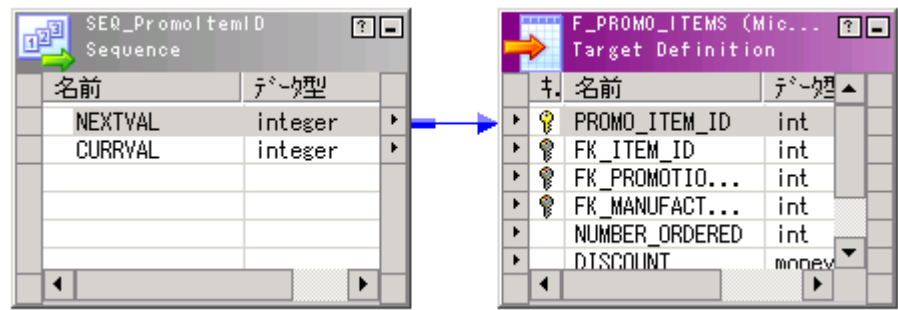 SEQ_PromoItemID
Sequence
名前 データ型
NEXTVAL integer
CURRVAL integer
F_PROMO_ITEMS (Mic...
Target Definition
キ. 名前 データ型
PROMO_ITEM_ID int
FK_ITEM_ID int
FK_PROMOTIO... int
FK_MANUFACT... int
NUMBER_ORDERED int
DISCOUNT money